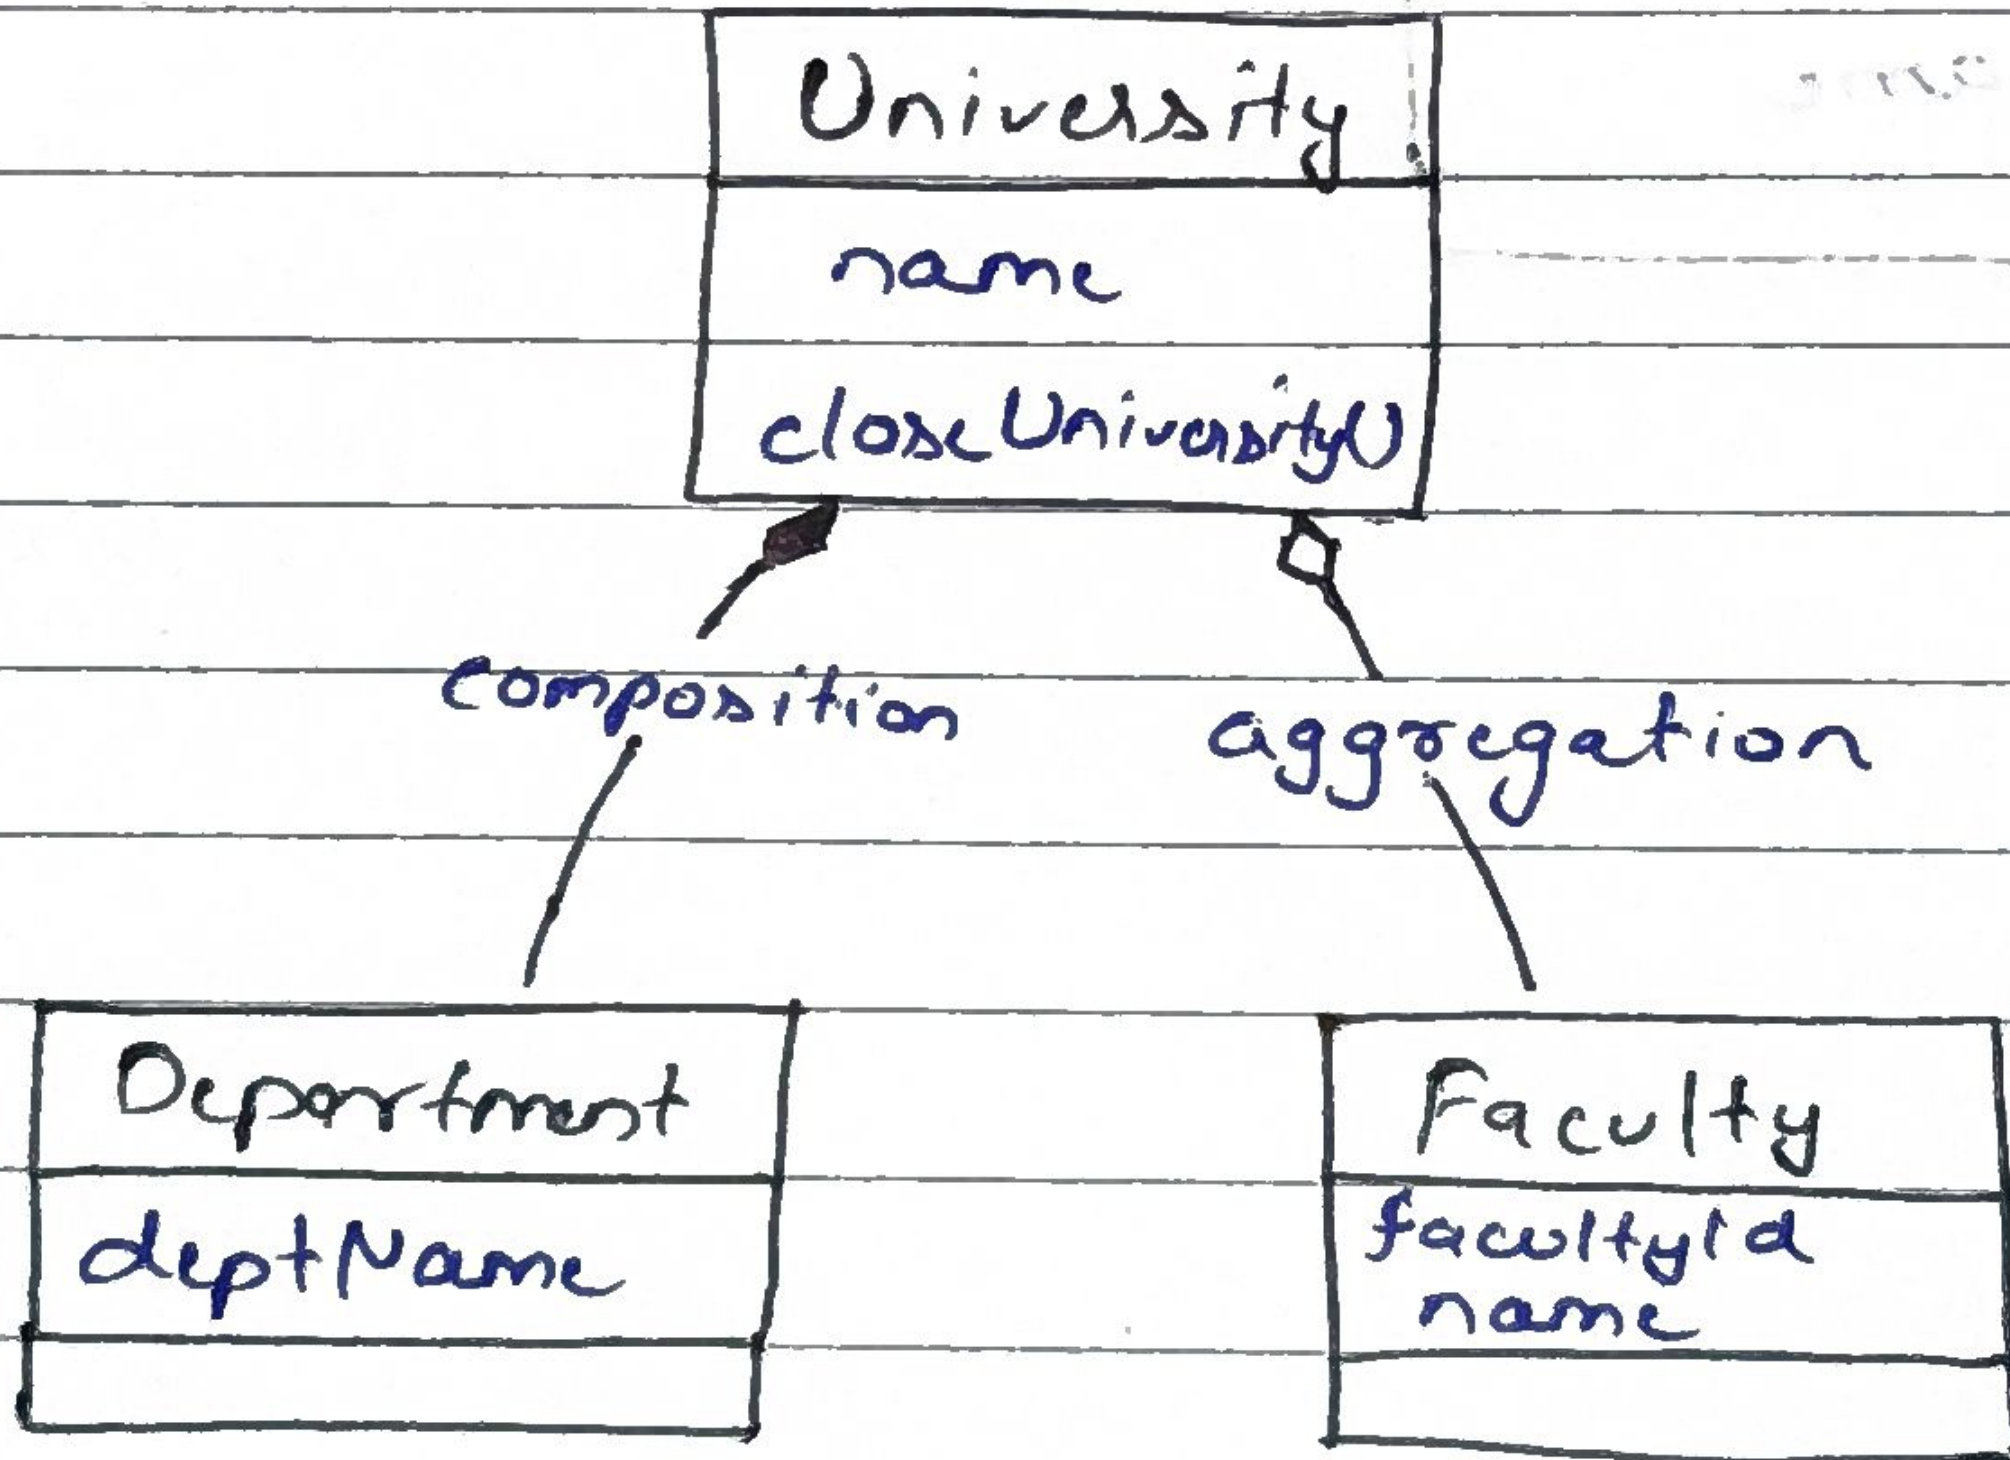 University
name
closeUniversity()
composition
aggregation
Department
Faculty
deptName
facultyId
name